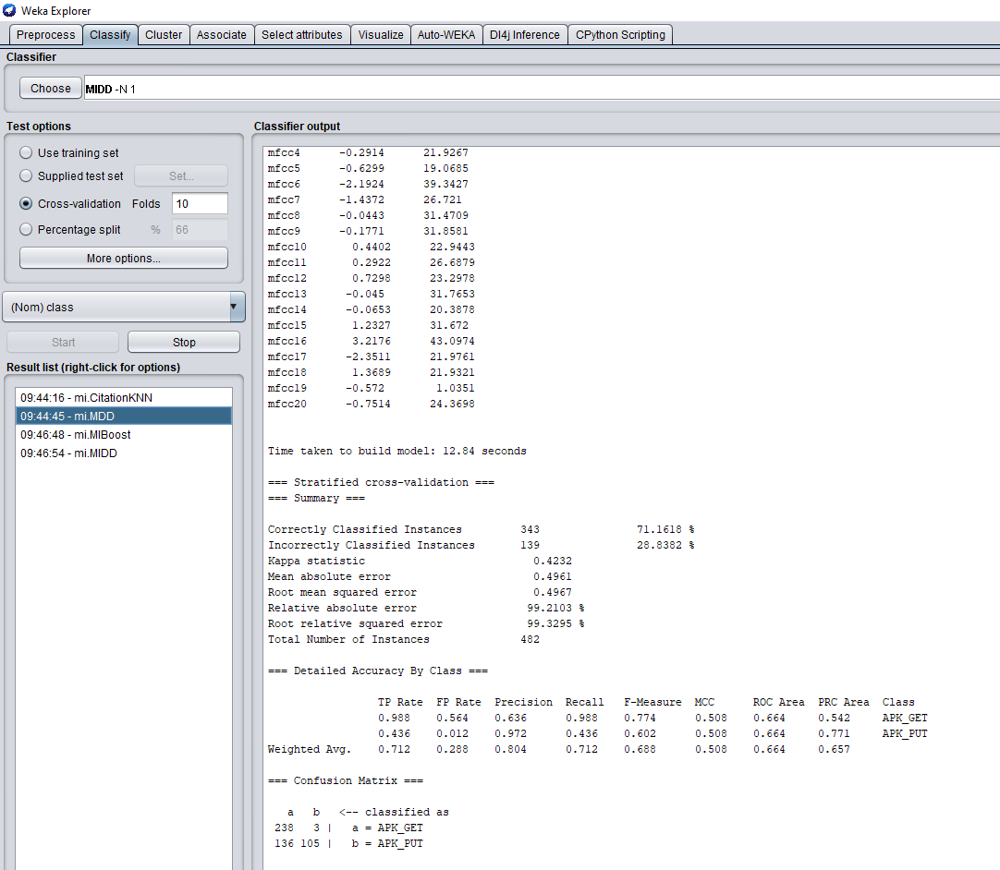 Weka Explorer
Preprocess Classify Cluster Associate Select attributes Visualize Auto-WEKA Dl4j Inference CPython Scripting
Classifier
Choose MIDD -N 1
Test options
Use training set
Supplied test set Set...
Cross-validation Folds 10
Percentage split % 66
More options...
(Nom) class
Start Stop
Result list (right-click for options)
09:44:16 - mi.CitationKNN
09:44:45 - mi.MDD
09:46:48 - mi.MIBoost
09:46:54 - mi.MIDD
Classifier output
mfcc4 -0.2914 21.9267
mfcc5 -0.6299 19.0685
mfcc6 -2.1924 39.3427
mfcc7 -1.4372 26.721
mfcc8 -0.0443 31.4709
mfcc9 -0.1771 31.8581
mfcc10 0.4402 22.9443
mfcc11 0.2922 26.6879
mfcc12 0.7298 23.2978
mfcc13 -0.045 31.7653
mfcc14 -0.0653 20.3878
mfcc15 1.2327 31.672
mfcc16 3.2176 43.0974
mfcc17 -2.3511 21.9761
mfcc18 1.3689 21.9321
mfcc19 -0.572 1.0351
mfcc20 -0.7514 24.3698
Time taken to build model: 12.84 seconds
=== Stratified cross-validation ===
=== Summary ===
Correctly Classified Instances 343 71.1618 %
Incorrectly Classified Instances 139 28.8382 %
Kappa statistic 0.4232
Mean absolute error 0.4961
Root mean squared error 0.4967
Relative absolute error 99.2103 %
Root relative squared error 99.3295 %
Total Number of Instances 482
=== Detailed Accuracy By Class ===
TP Rate FP Rate Precision Recall F-Measure MCC ROC Area PRC Area Class
0.988 0.564 0.636 0.988 0.774 0.508 0.664 0.542 APK_GET
0.436 0.012 0.972 0.436 0.602 0.508 0.664 0.771 APK_PUT
Weighted Avg. 0.712 0.288 0.804 0.712 0.688 0.508 0.664 0.657
=== Confusion Matrix ===
a b <-- classified as
238 3 | a = APK_GET
136 105 | b = APK_PUT